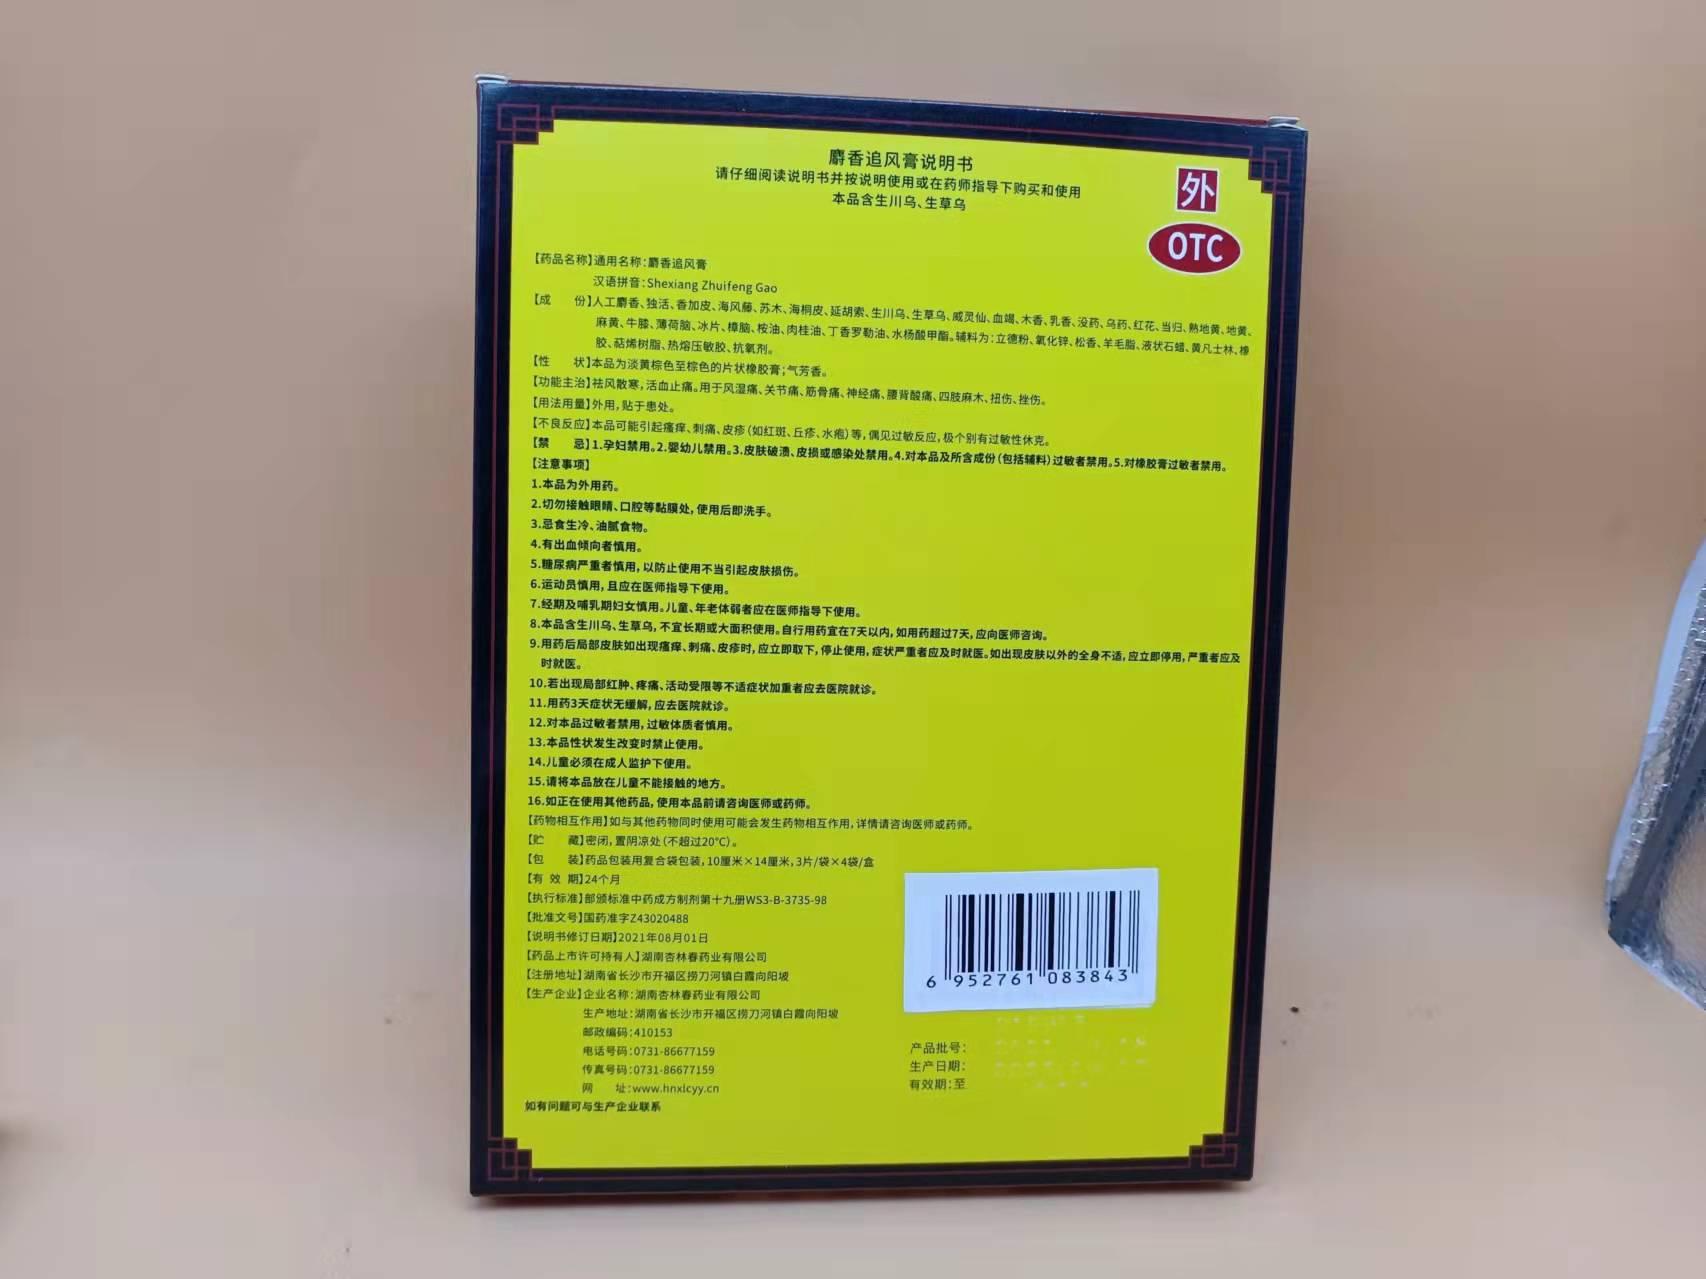 麝香追风膏说明书
请仔细阅读说明书并按说明使用或在药师指导下购买和使用
本品含生川乌、生草乌
外
OTC
【药品名称】通用名称:麝香追风膏
汉语拼音:Shexiang Zhuifeng Gao
【成 份】人工麝香、独活、香加皮、海风藤、苏木、海桐皮、延胡索、生川乌、生草乌、威灵仙、血竭、木香、乳香、没药、乌药、红花、当归、熟地黄、地黄、
麻黄、牛膝、薄荷脑、冰片、樟脑、桉油、肉桂油、丁香罗勒油、水杨酸甲酯。辅料为:立德粉、氧化锌、松香、羊毛脂、液状石蜡、黄凡士林、橡
胶、萜烯树脂、热熔压敏胶、抗氧剂。
【性 状】本品为淡黄棕色至棕色的片状橡胶膏;气芳香。
【功能主治】祛风散寒,活血止痛。用于风湿痛、关节痛、筋骨痛、神经痛、腰背酸痛、四肢麻木、扭伤、挫伤。
【用法用量】外用,贴于患处。
【不良反应】本品可能引起瘙痒、刺痛、皮疹(如红斑、丘疹、水疱)等,偶见过敏反应,极个别有过敏性休克。
【禁 忌】1.孕妇禁用。2.婴幼儿禁用。3.皮肤破溃、皮损或感染处禁用。4.对本品及所含成份(包括辅料)过敏者禁用。5.对橡胶膏过敏者禁用。
【注意事项】
1.本品为外用药。
2.切勿接触眼睛、口腔等黏膜处,使用后即洗手。
3.忌食生冷、油腻食物。
4.有出血倾向者慎用。
5.糖尿病严重者慎用,以防止使用不当引起皮肤损伤。
6.运动员慎用,且应在医师指导下使用。
7.经期及哺乳期妇女慎用。儿童、年老体弱者应在医师指导下使用。
8.本品含生川乌、生草乌,不宜长期或大面积使用。自行用药宜在7天以内,如用药超过7天,应向医师咨询。
9.用药后局部皮肤如出现瘙痒、刺痛、皮疹时,应立即取下,停止使用,症状严重者应及时就医。如出现皮肤以外的全身不适,应立即停用,严重者应及
时就医。
10.若出现局部红肿、疼痛、活动受限等不适症状加重者应去医院就诊。
11.用药3天症状无缓解,应去医院就诊。
12.对本品过敏者禁用,过敏体质者慎用。
13.本品性状发生改变时禁止使用。
14.儿童必须在成人监护下使用。
15.请将本品放在儿童不能接触的地方。
16.如正在使用其他药品,使用本品前请咨询医师或药师。
【药物相互作用】如与其他药物同时使用可能会发生药物相互作用,详情请咨询医师或药师。
【贮 藏】密闭,置阴凉处(不超过20℃)。
【包 装】药品包装用复合袋包装,10厘米×14厘米,3片/袋×4袋/盒
【有 效 期】24个月
【执行标准】部颁标准中药成方制剂第十九册WS3-B-3735-98
【批准文号】国药准字Z43020488
【说明书修订日期】2021年08月01日
【药品上市许可持有人】湖南杏林春药业有限公司
【注册地址】湖南省长沙市开福区捞刀河镇白霞向阳坡
【生产企业】企业名称:湖南杏林春药业有限公司
生产地址:湖南省长沙市开福区捞刀河镇白霞向阳坡
邮政编码:410153
电话号码:0731-86677159
传真号码:0731-86677159
网 址:www.hnxlcyy.cn
如有问题可与生产企业联系
6 952761 083843
产品批号:
生产日期:
有效期:至